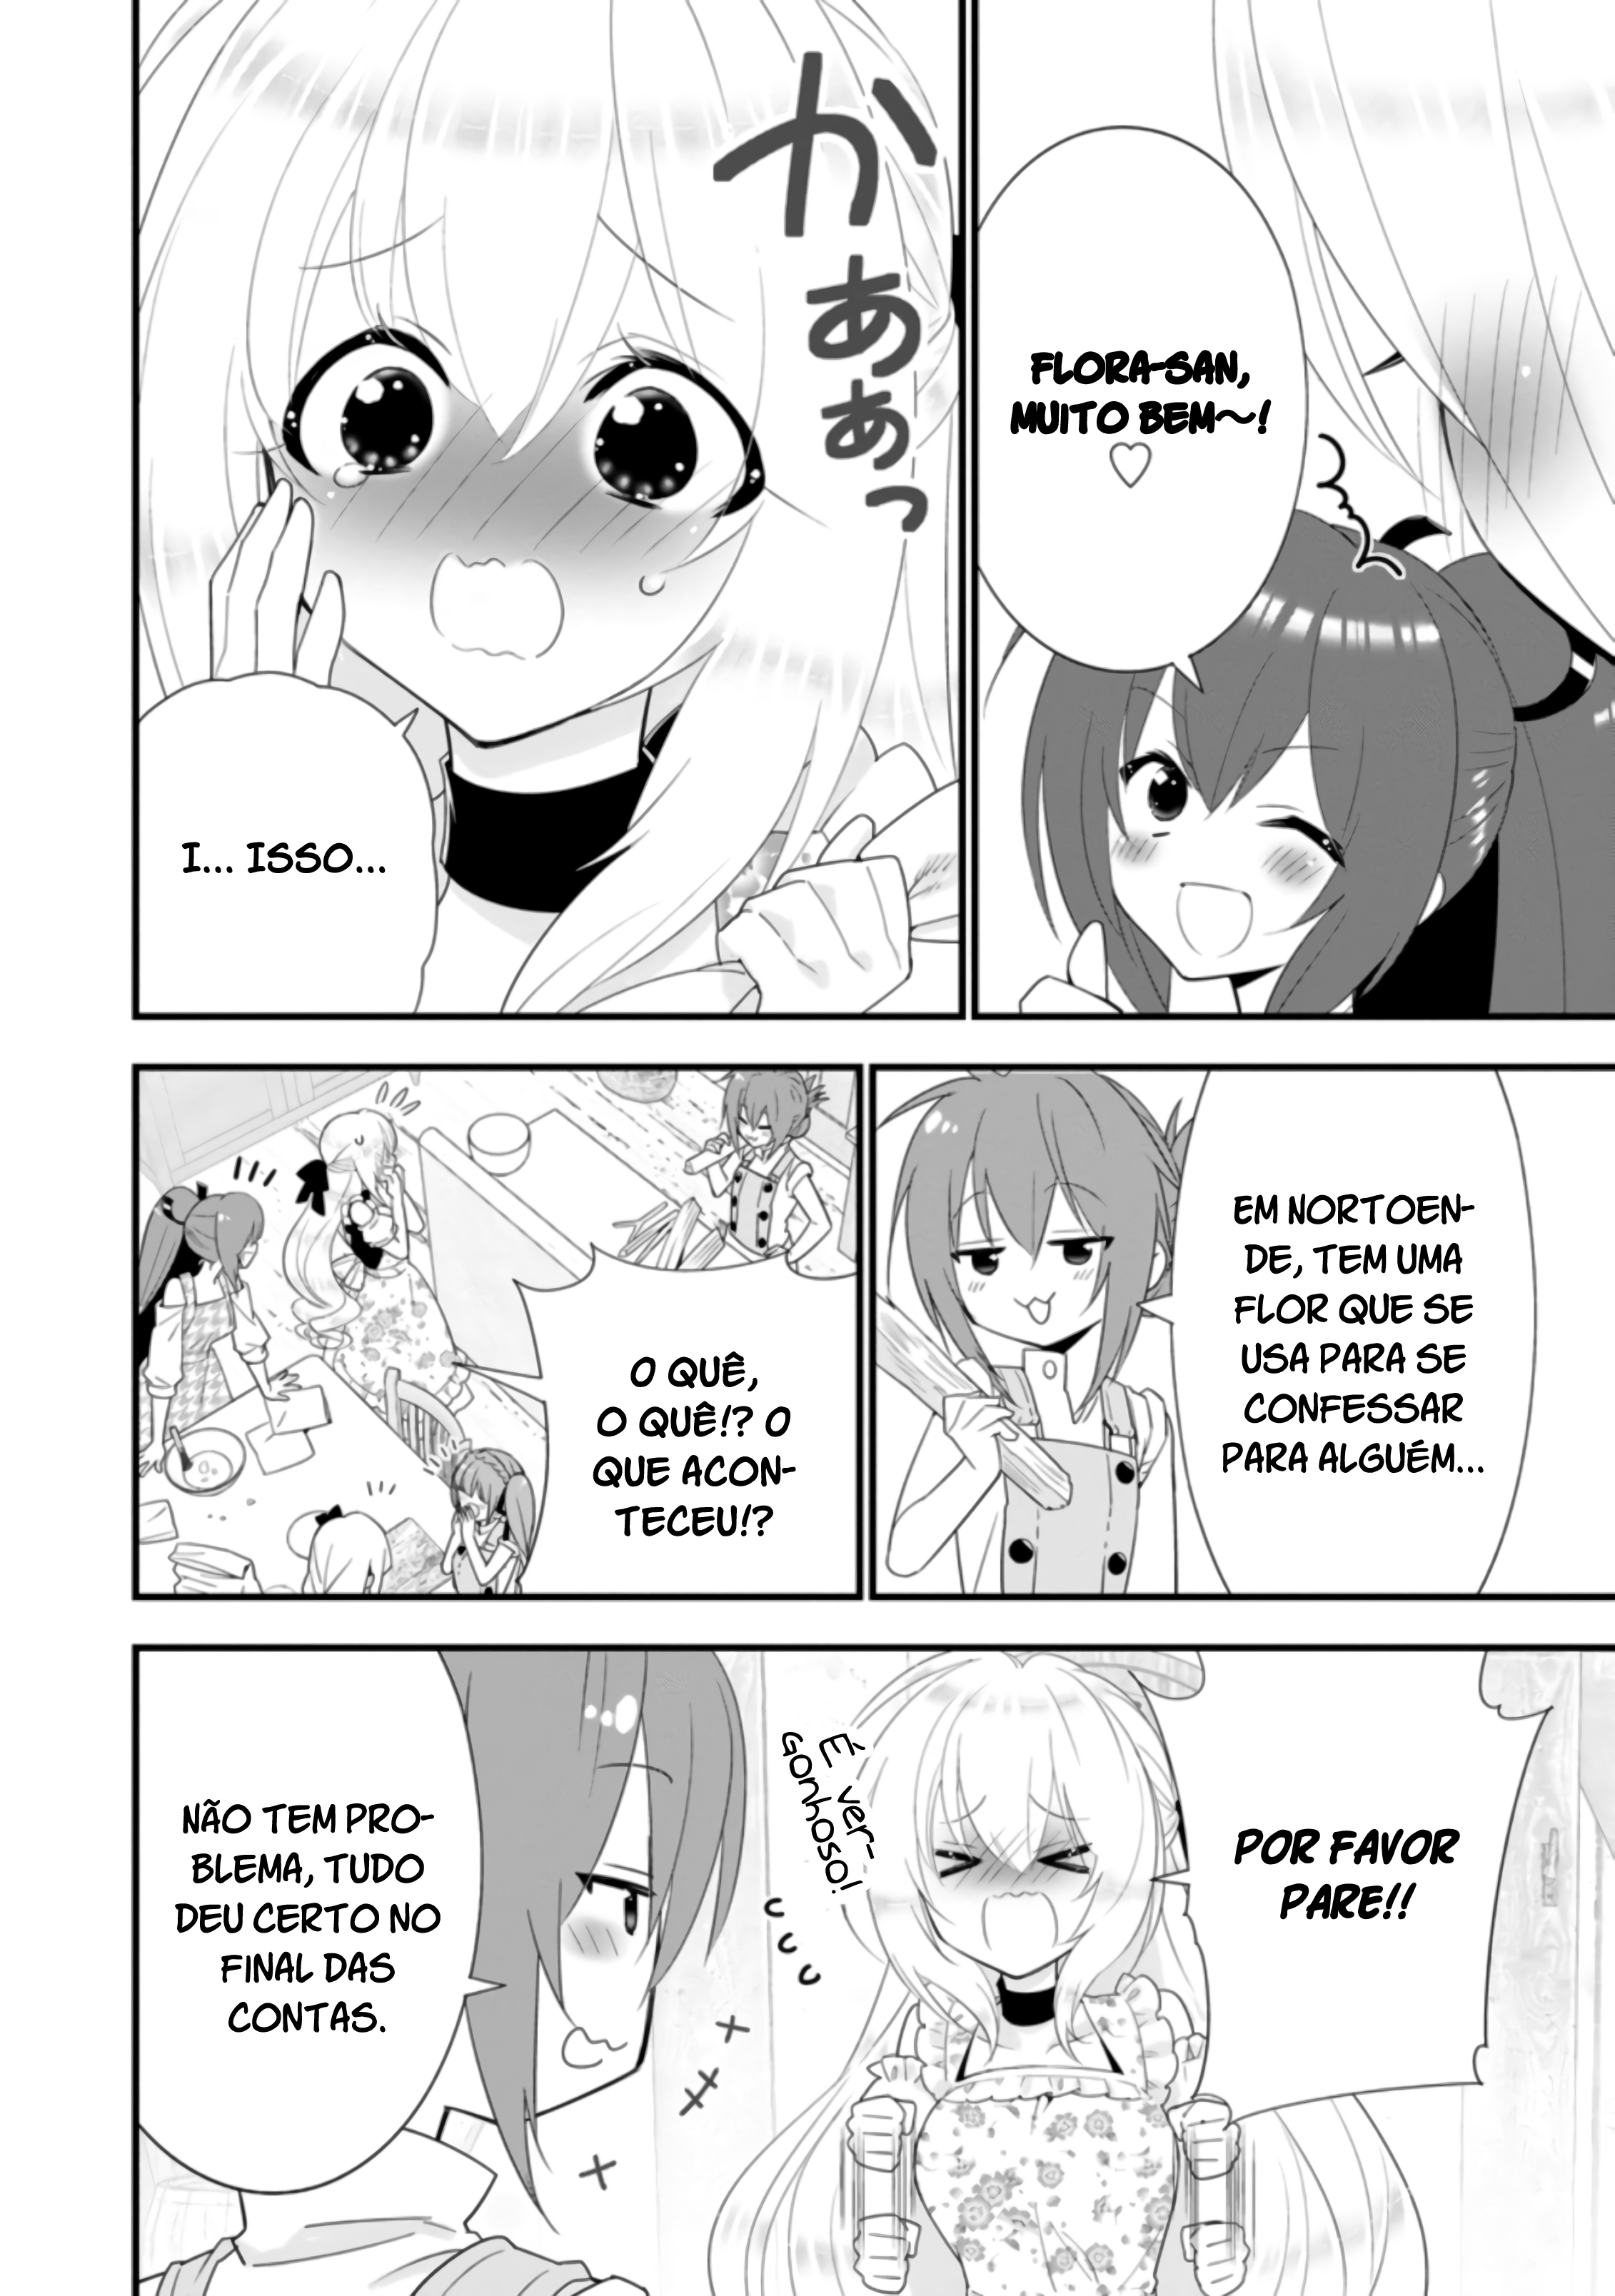 FLORA-SAN,
MUITO BEM~!
♡
かあぁっ
I... ISSO...
EM NORTOEN-
DE, TEM UMA
FLOR QUE SE
USA PARA SE
CONFESSAR
PARA ALGUÉM...
O QUÊ,
O QUÊ!? O
QUE ACON-
TECEU!?
POR FAVOR
PARE!!
É ver-
gonhoso!
NÃO TEM PRO-
BLEMA, TUDO
DEU CERTO NO
FINAL DAS
CONTAS.